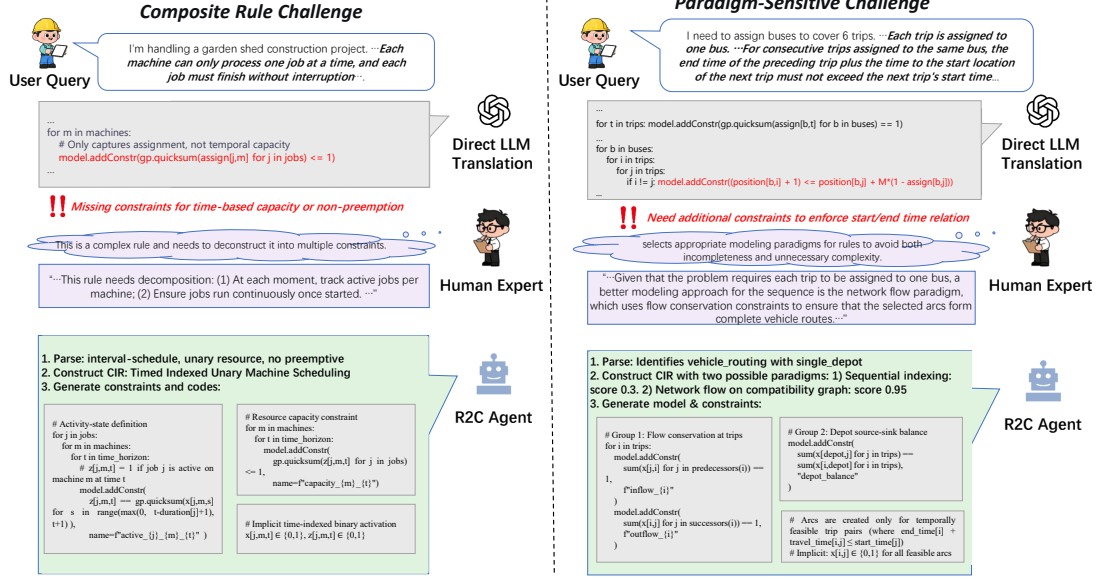 Composite Rule Challenge
I'm handling a garden shed construction project. ···Each
machine can only process one job at a time, and each
job must finish without interruption···.
User Query
...
for m in machines:
# Only captures assignment, not temporal capacity
model.addConstr(gp.quicksum(assign[j,m] for j in jobs) <= 1)
...
Direct LLM
Translation
!! Missing constraints for time-based capacity or non-preemption
This is a complex rule and needs to deconstruct it into multiple constraints.
"···This rule needs decomposition: (1) At each moment, track active jobs per
machine; (2) Ensure jobs run continuously once started. ···"
Human Expert
1. Parse: interval-schedule, unary resource, no preemptive
2. Construct CIR: Timed Indexed Unary Machine Scheduling
3. Generate constraints and codes:
R2C Agent
# Activity-state definition
for j in jobs:
for m in machines:
for t in time_horizon:
# z[j,m,t] = 1 if job j is active on
machine m at time t
model.addConstr(
z[j,m,t] == gp.quicksum(x[j,m,s]
for s in range(max(0, t-duration[j]+1),
t+1) ),
name=f"active_{j}_{m}_{t}" )
# Resource capacity constraint
for m in machines:
for t in time_horizon:
model.addConstr(
gp.quicksum(z[j,m,t] for j in jobs)
<= 1,
name=f"capacity_{m}_{t}")
# Implicit time-indexed binary activation
x[j,m,t] ∈ {0,1}, z[j,m,t] ∈ {0,1}
Paradigm-Sensitive Challenge
I need to assign buses to cover 6 trips. ···Each trip is assigned to
one bus. ···For consecutive trips assigned to the same bus, the
end time of the preceding trip plus the time to the start location
of the next trip must not exceed the next trip's start time...
User Query
...
for t in trips: model.addConstr(gp.quicksum(assign[b,t] for b in buses) == 1)
...
for b in buses:
for i in trips:
for j in trips:
if i != j: model.addConstr((position[b,i] + 1) <= position[b,j] + M*(1 - assign[b,j]))
...
Direct LLM
Translation
!! Need additional constraints to enforce start/end time relation
selects appropriate modeling paradigms for rules to avoid both
incompleteness and unnecessary complexity.
"···Given that the problem requires each trip to be assigned to one bus, a
better modeling approach for the sequence is the network flow paradigm,
which uses flow conservation constraints to ensure that the selected arcs form
complete vehicle routes.···"
Human Expert
1. Parse: Identifies vehicle_routing with single_depot
2. Construct CIR with two possible paradigms: 1) Sequential indexing:
score 0.3. 2) Network flow on compatibility graph: score 0.95
3. Generate model & constraints:
R2C Agent
# Group 1: Flow conservation at trips
for i in trips:
model.addConstr(
sum(x[j,i] for j in predecessors(i)) ==
1,
f"inflow_{i}"
)
model.addConstr(
sum(x[i,j] for j in successors(i)) == 1,
f"outflow_{i}"
)
# Group 2: Depot source-sink balance
model.addConstr(
sum(x[depot,j] for j in trips) ==
sum(x[i,depot] for i in trips),
"depot_balance"
)
# Arcs are created only for temporally
feasible trip pairs (where end_time[i] +
travel_time[i,j] ≤ start_time[j])
# Implicit: x[i,j] ∈ {0,1} for all feasible arcs